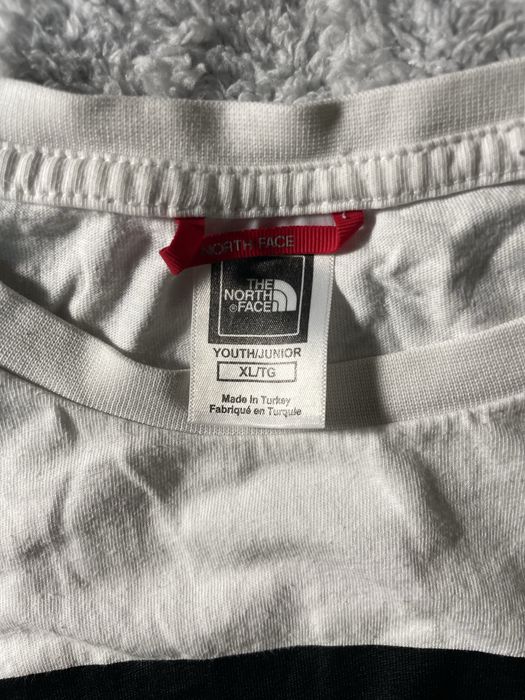 NORTH FACE
THE
NORTH
FACE
YOUTH/JUNIOR
XL/TG
Made in Turkey
Fabriqué en Turquie